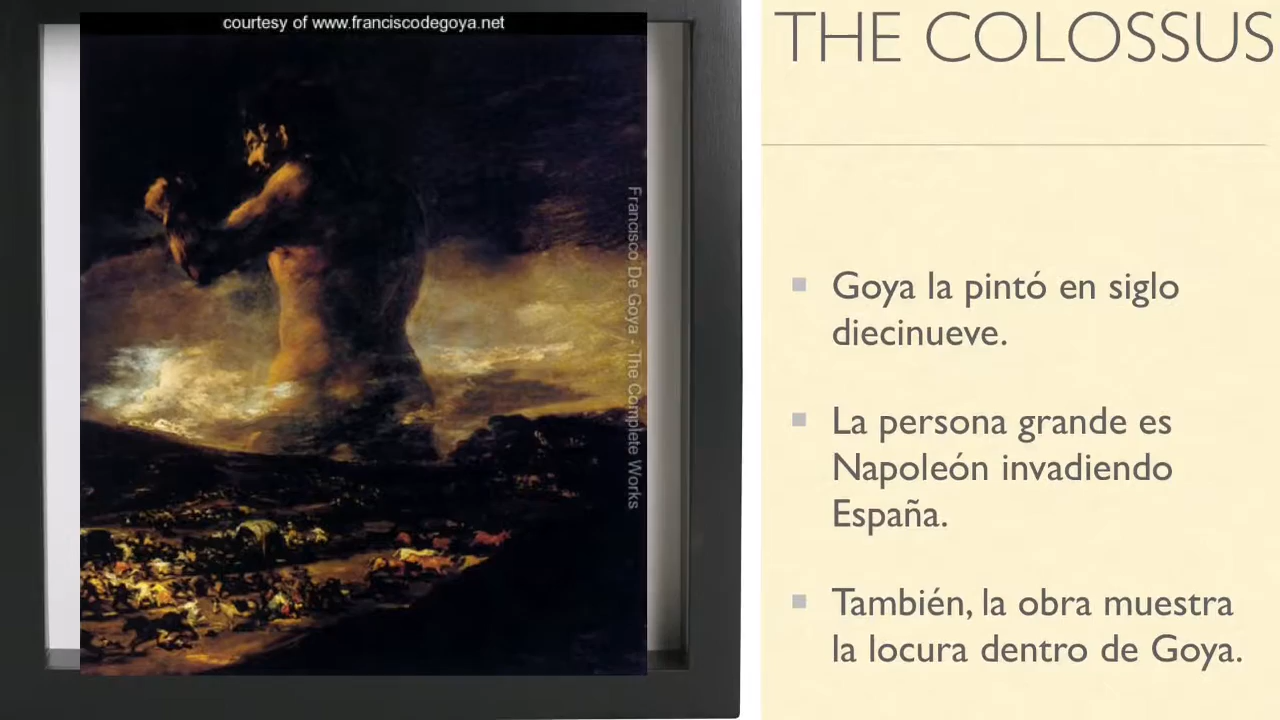 courtesy of www.franciscodegoya.net
Francisco De Goya - The Complete Works
THE COLOSSUS
Goya la pintó en siglo
diecinueve.
La persona grande es
Napoleón invadiendo
España.
También, la obra muestra
la locura dentro de Goya.